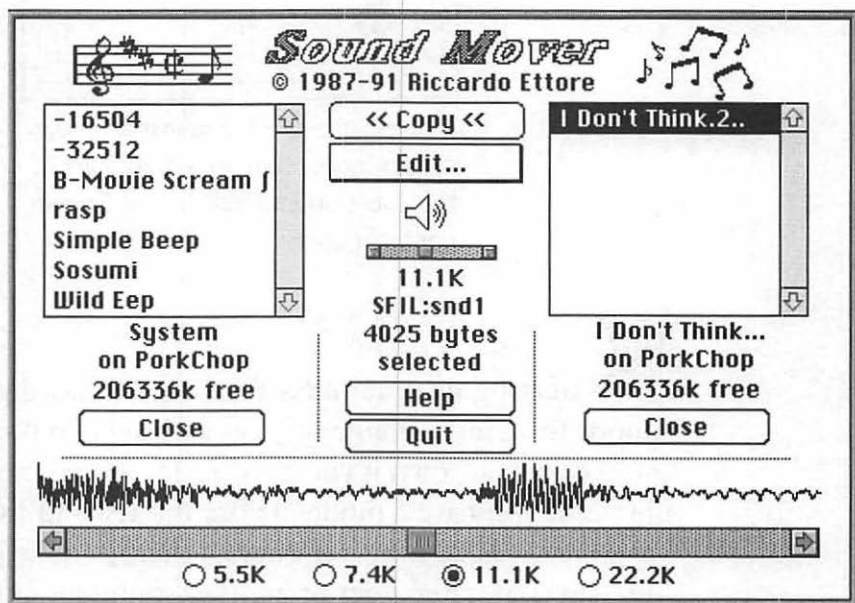 Sound Mover
© 1987-91 Riccardo Ettore
-16504
-32512
B-Movie Scream ∫
rasp
Simple Beep
Sosumi
Wild Eep
System
on PorkChop
206336k free
Close
<< Copy <<
Edit...
11.1K
SFIL:snd1
4025 bytes
selected
Help
Quit
I Don't Think.2..
I Don't Think...
on PorkChop
206336k free
Close
5.5K 7.4K 11.1K 22.2K